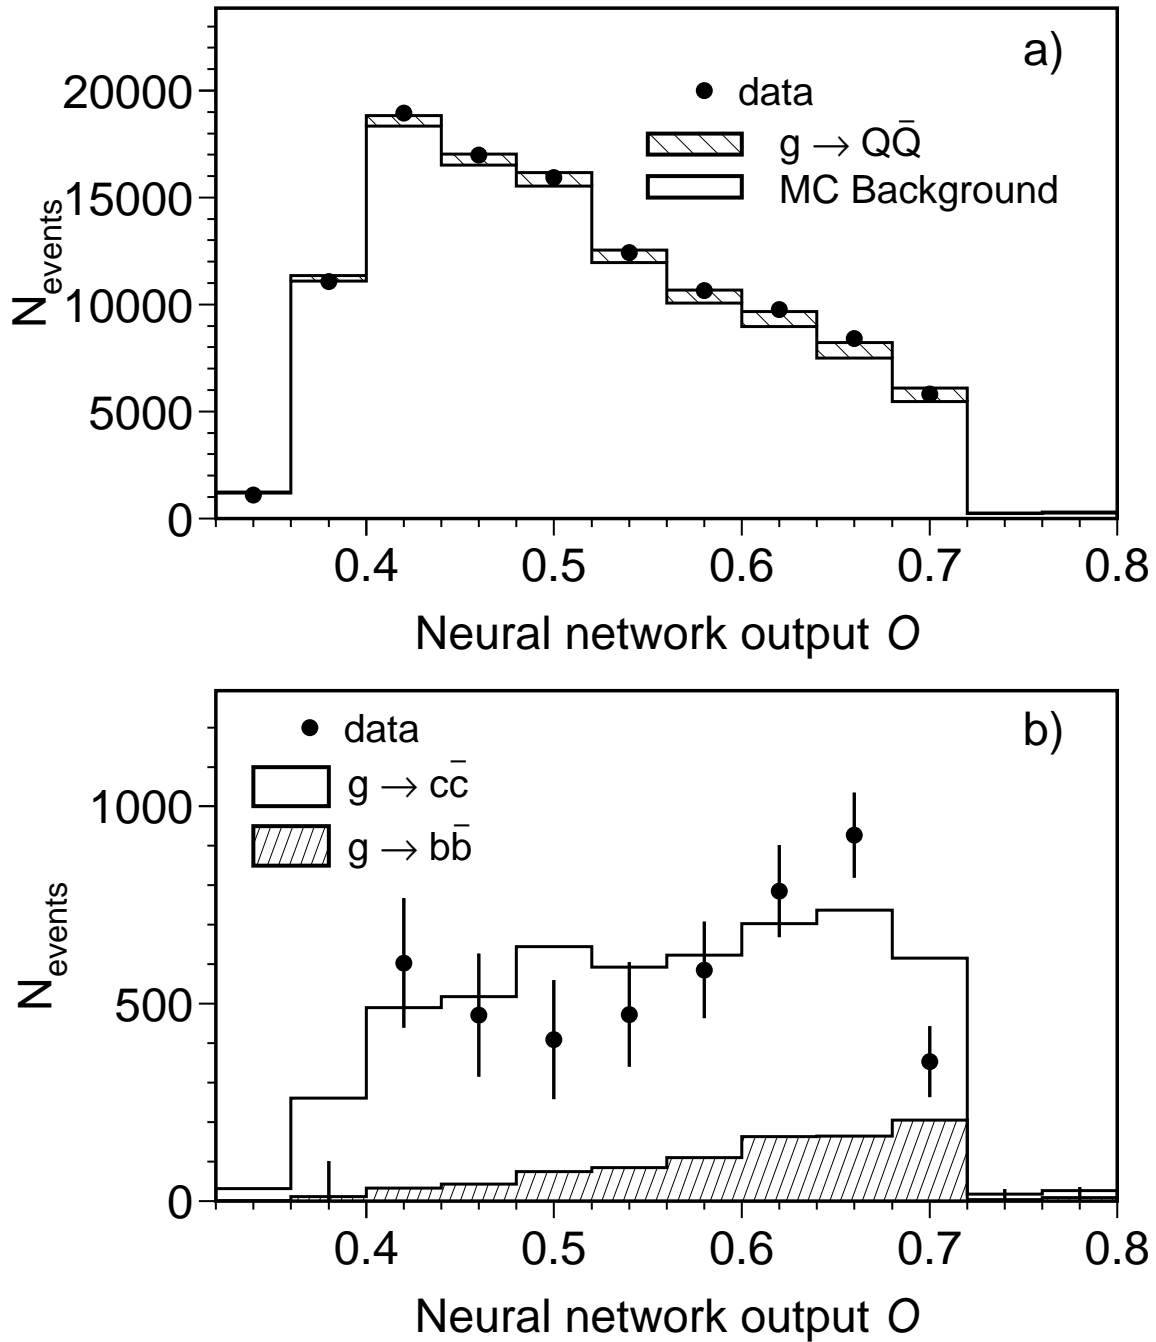 a)
data
g → QQ̄
MC Background
N_events
20000
15000
10000
5000
0
0.4 0.5 0.6 0.7 0.8
Neural network output O
b)
data
g → cc̄
g → bb̄
N_events
1000
500
0
0.4 0.5 0.6 0.7 0.8
Neural network output O